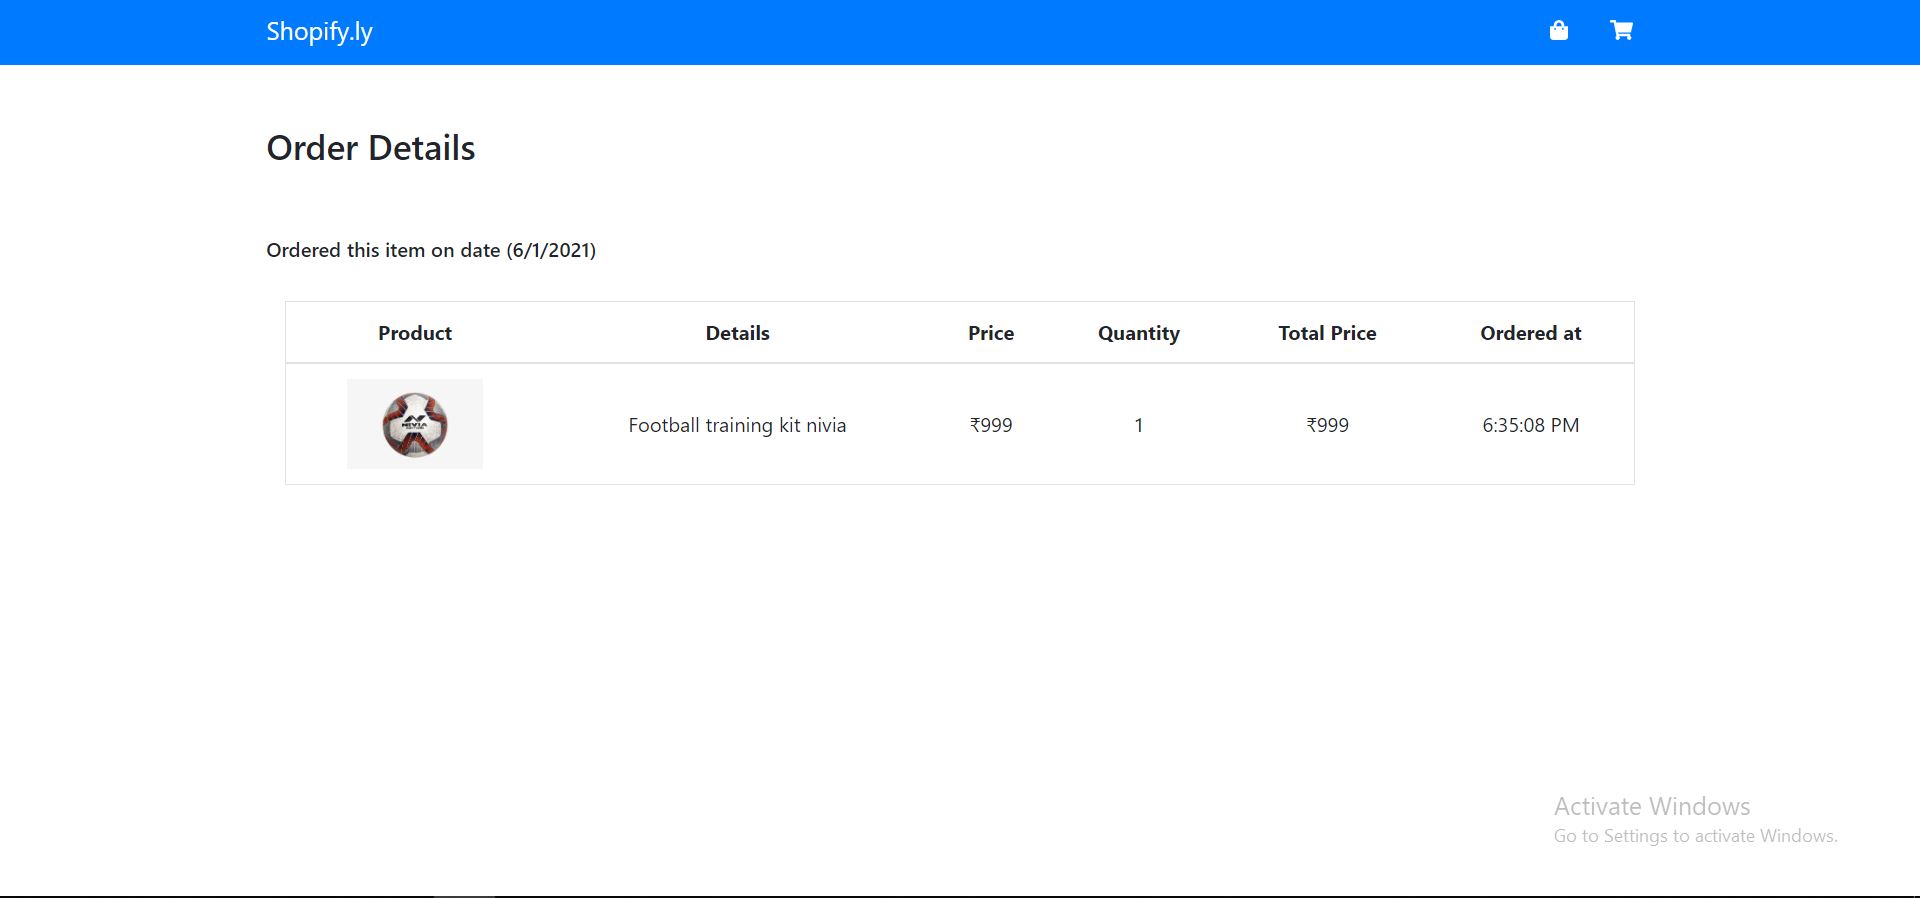 Shopify.ly
Order Details
Ordered this item on date (6/1/2021)
Product Details Price Quantity Total Price Ordered at
NIVIA
Football training kit nivia ₹999 1 ₹999 6:35:08 PM
Activate Windows
Go to Settings to activate Windows.